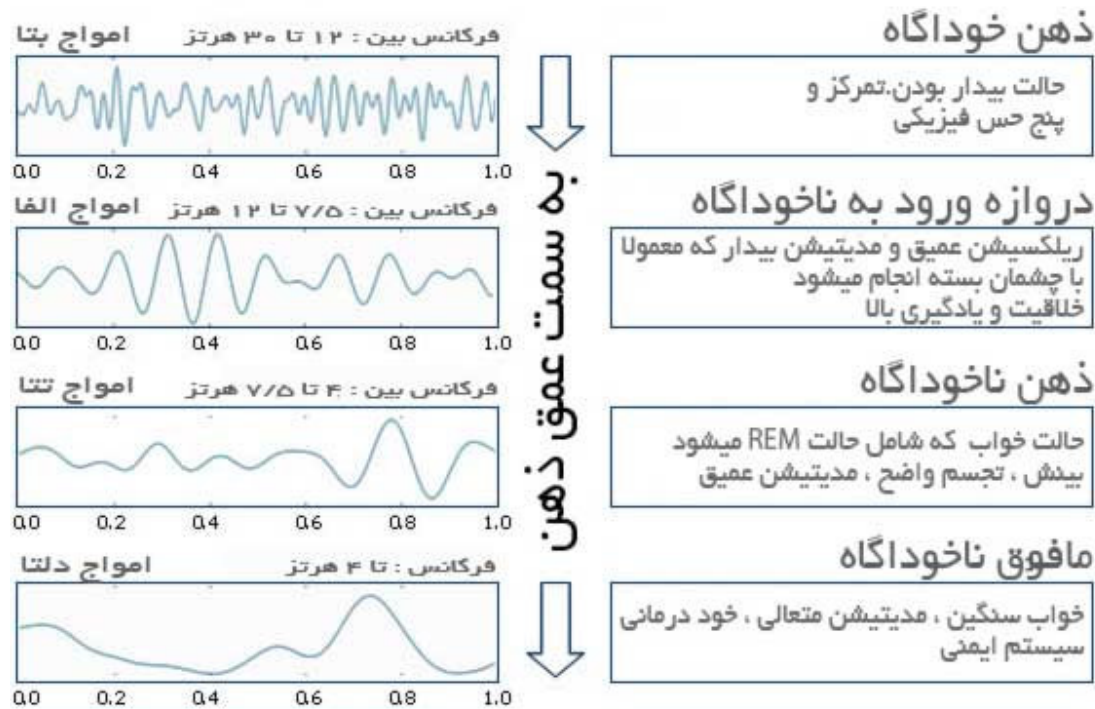 ذهن خوداگاه
حالت بیدار بودن.تمرکز و
پنج حس فیزیکی
امواج بتا
فرکانس بین : ۱۲ تا ۳۰ هرتز
0.0 0.2 0.4 0.6 0.8 1.0
دروازه ورود به ناخوداگاه
ریلکسیشن عمیق و مدیتیشن بیدار که معمولا
با چشمان بسته انجام میشود
خلاقیت و یادگیری بالا
امواج الفا
فرکانس بین : ۷/۵ تا ۱۲ هرتز
0.0 0.2 0.4 0.6 0.8 1.0
به سمت عمق ذهن
ذهن ناخوداگاه
حالت خواب که شامل حالت REM میشود
بینش ، تجسم واضح ، مدیتیشن عمیق
امواج تتا
فرکانس بین : ۴ تا ۷/۵ هرتز
0.0 0.2 0.4 0.6 0.8 1.0
مافوق ناخوداگاه
خواب سنگین ، مدیتیشن متعالی ، خود درمانی
سیستم ایمنی
امواج دلتا
فرکانس : تا ۴ هرتز
0.0 0.2 0.4 0.6 0.8 1.0